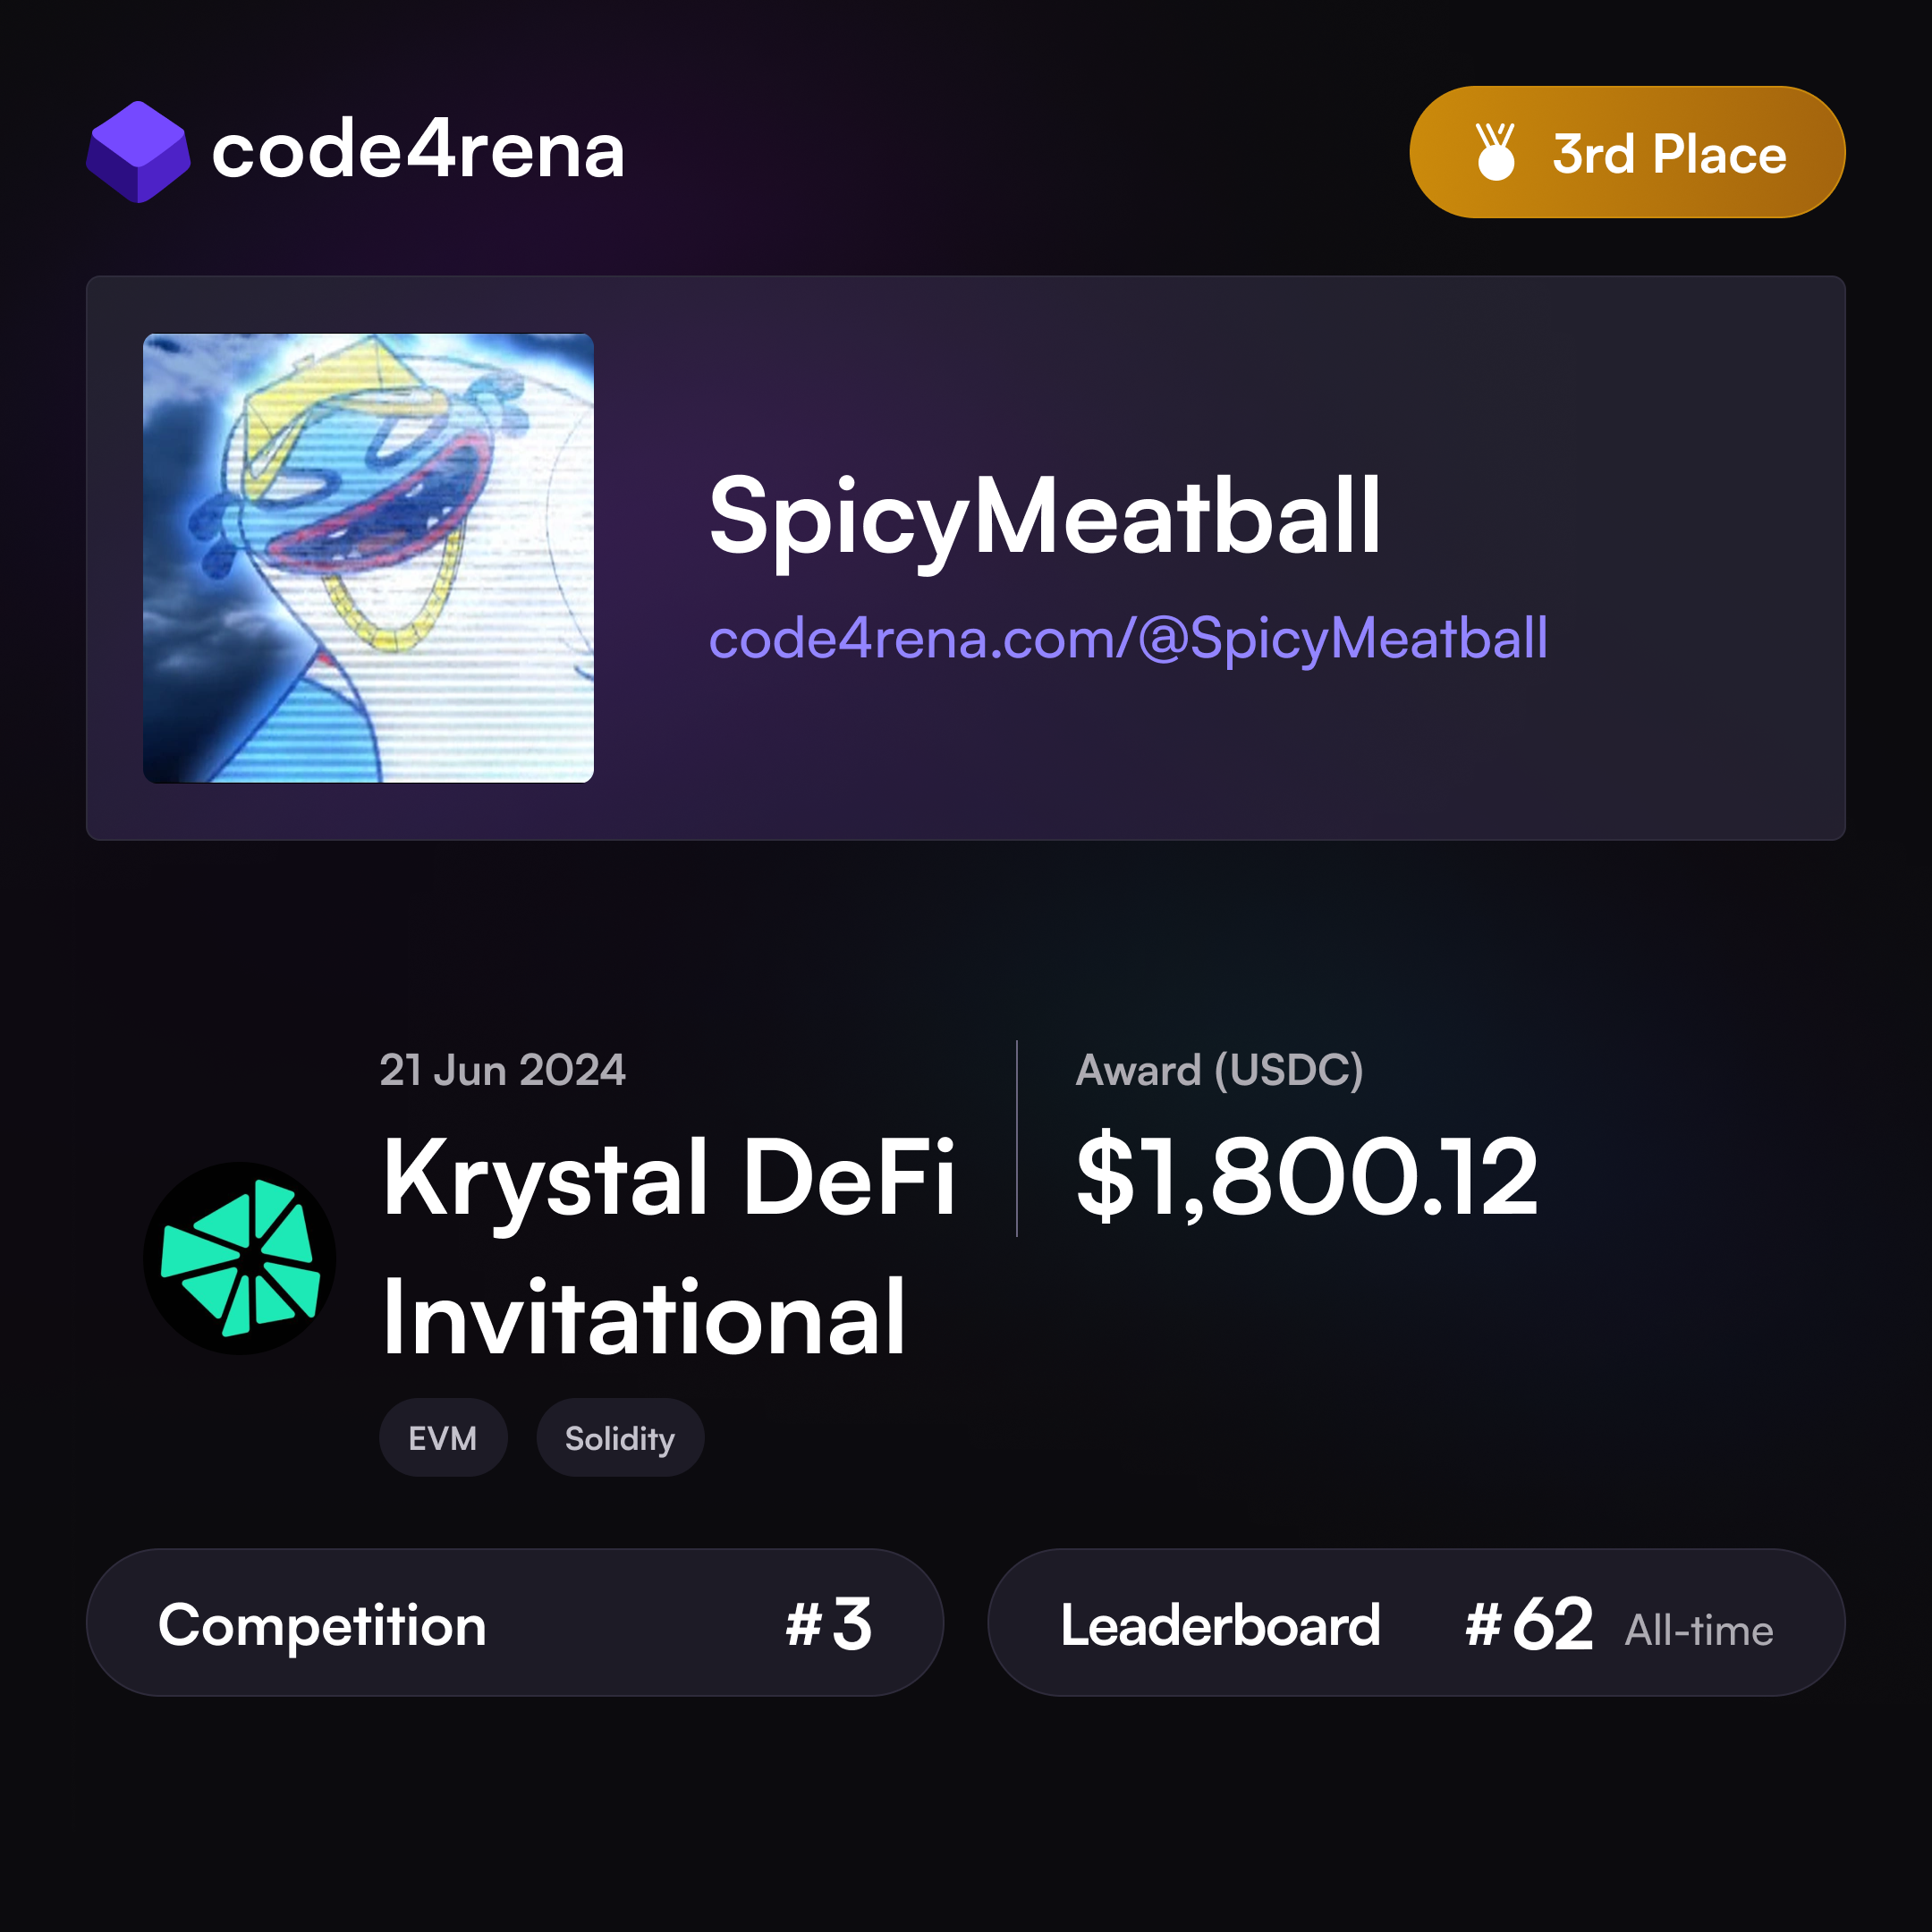 code4rena
3rd Place
SpicyMeatball
code4rena.com/@SpicyMeatball
21 Jun 2024
Krystal DeFi
Invitational
EVM
Solidity
Award (USDC)
$1,800.12
Competition
#3
Leaderboard
#62 All-time